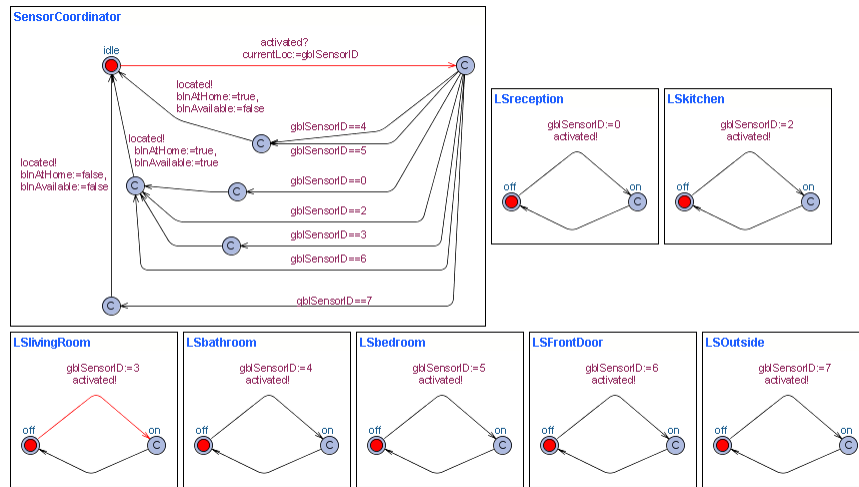 SensorCoordinator
idle
activated?
currentLoc:=gblSensorID
C
located!
blnAtHome:=true,
blnAvailable:=false
gblSensorID==4
C
gblSensorID==5
located!
blnAtHome:=true,
blnAvailable:=true
located!
blnAtHome:=false,
blnAvailable:=false
C
C
gblSensorID==0
gblSensorID==2
C
gblSensorID==3
gblSensorID==6
C
gblSensorID==7
LSreception
gblSensorID:=0
activated!
off
on
C
LSkitchen
gblSensorID:=2
activated!
off
on
C
LSlivingRoom
gblSensorID:=3
activated!
off
on
C
LSbathroom
gblSensorID:=4
activated!
off
on
C
LSbedroom
gblSensorID:=5
activated!
off
on
C
LSFrontDoor
gblSensorID:=6
activated!
off
on
C
LSOutside
gblSensorID:=7
activated!
off
on
C